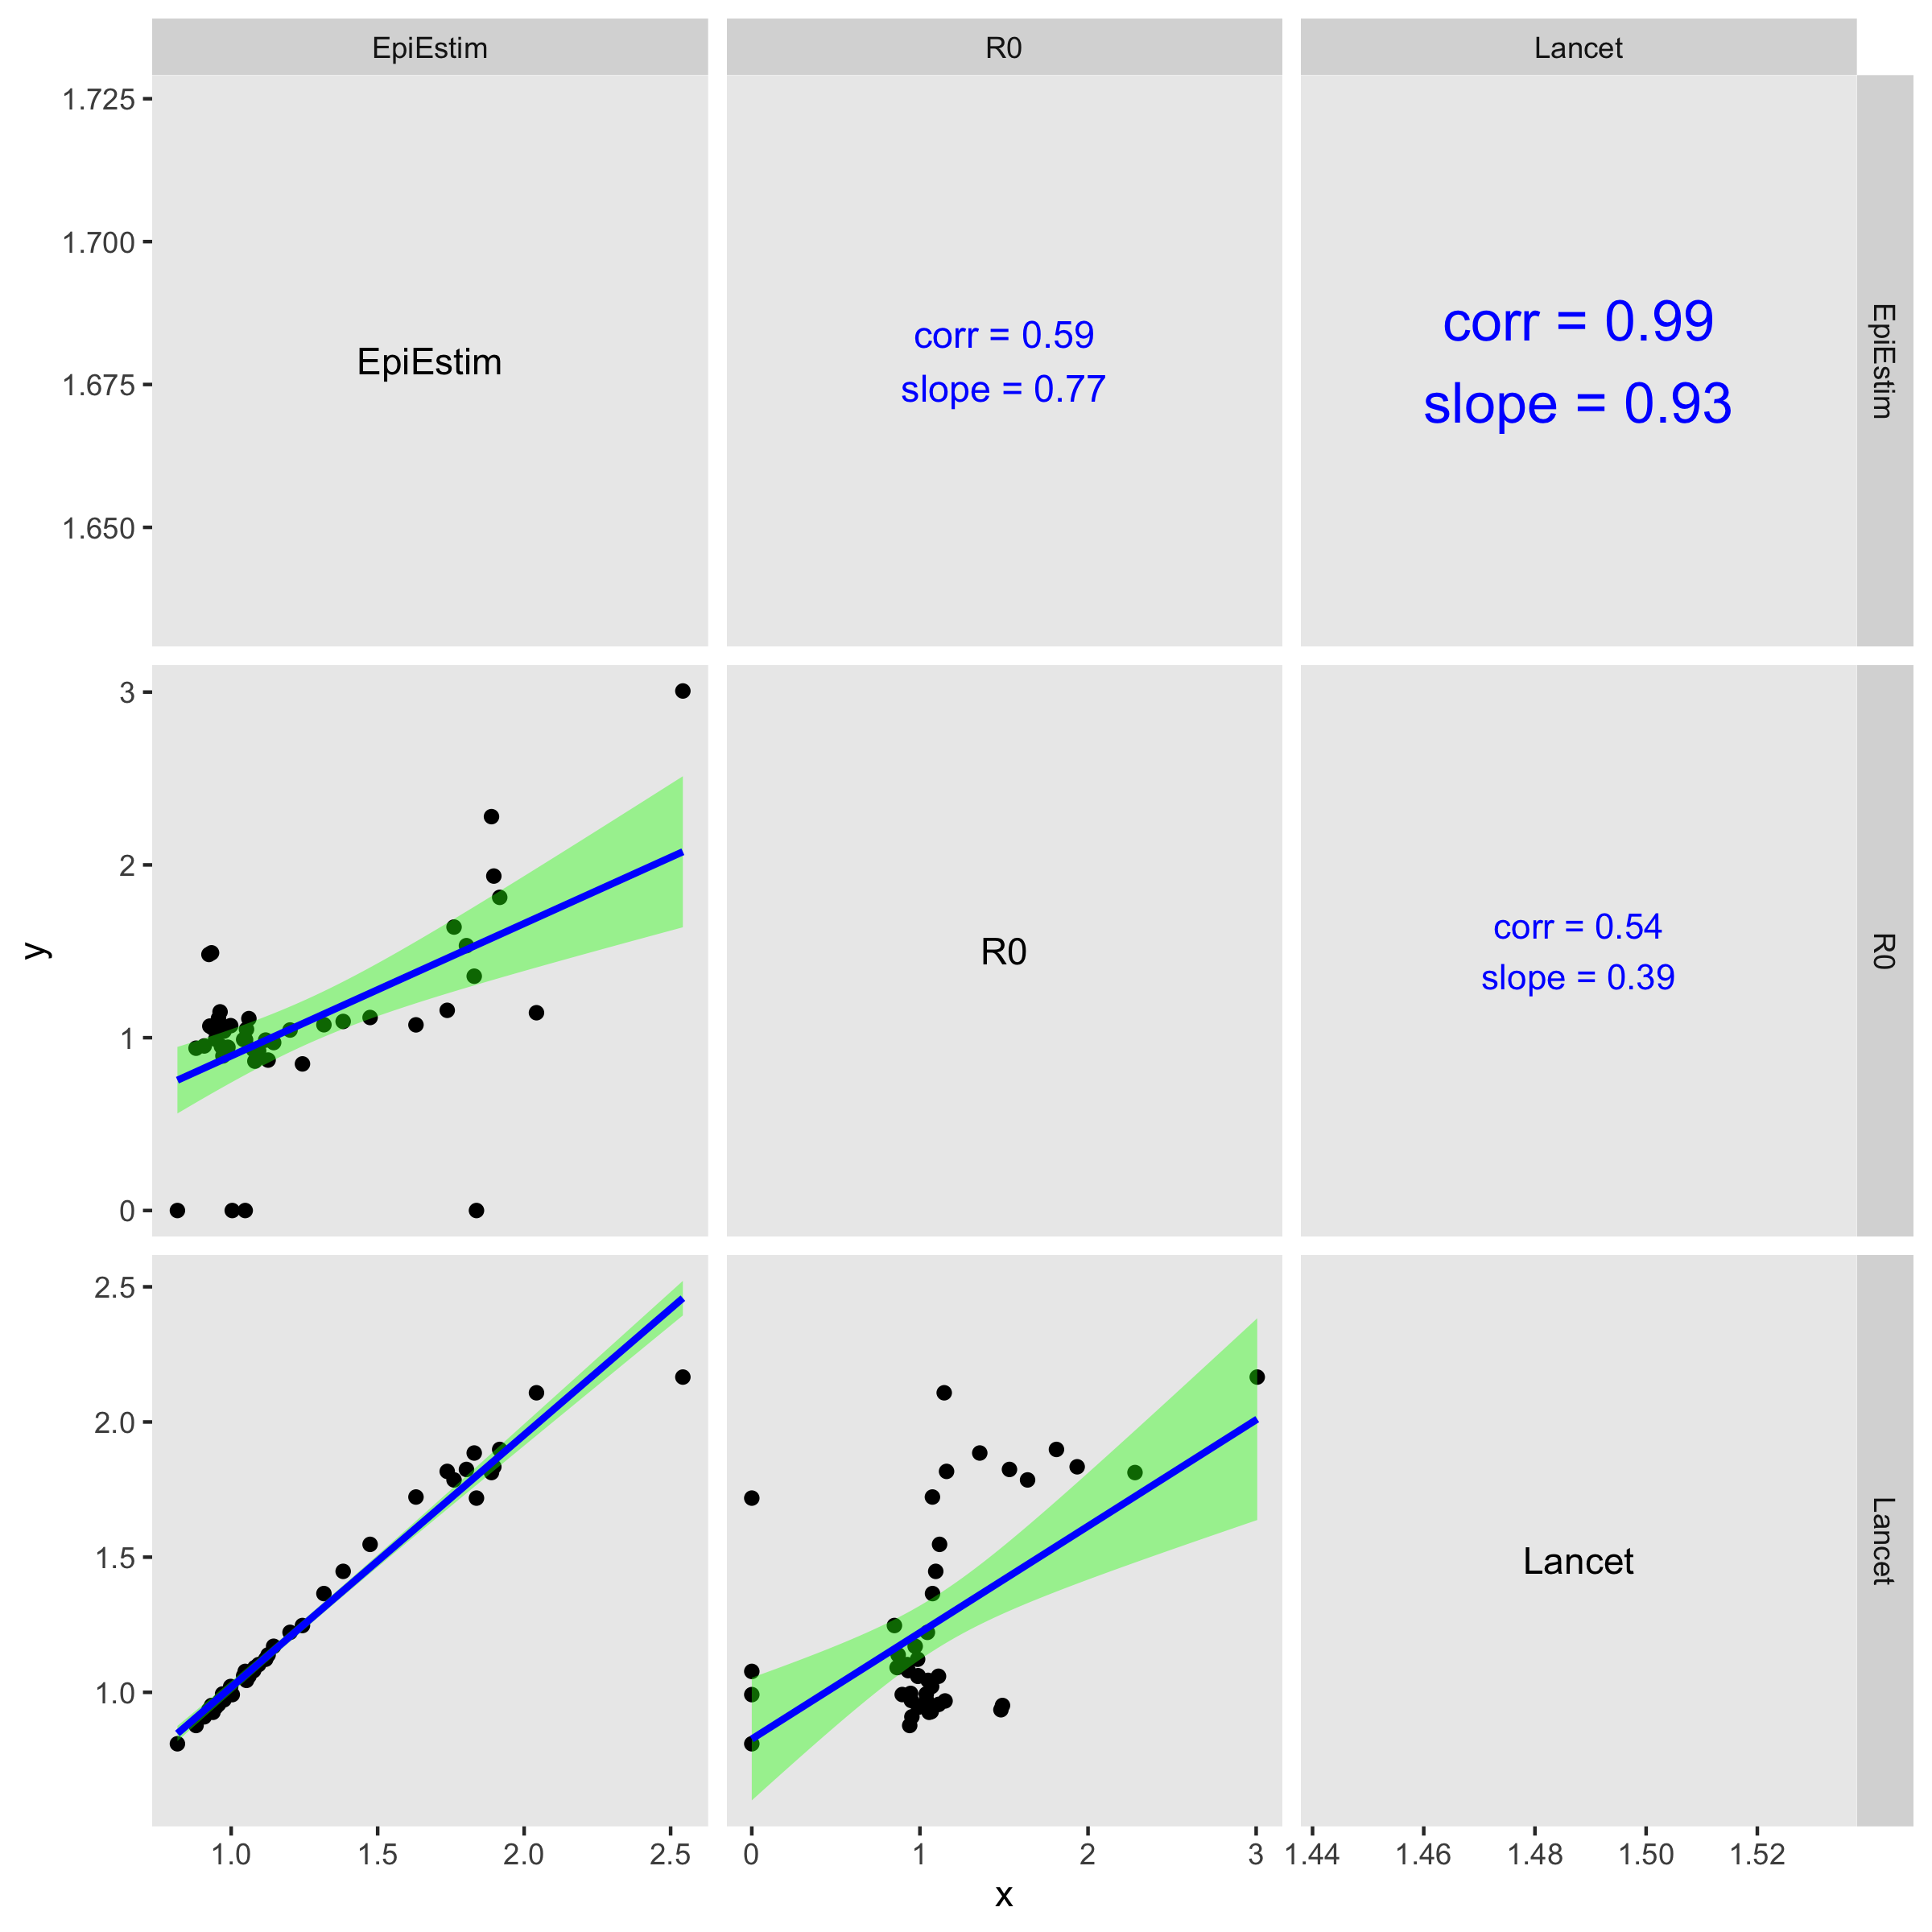 EpiEstim
R0
Lancet
1.725
1.700
1.675
1.650
EpiEstim
corr = 0.59
slope = 0.77
corr = 0.99
slope = 0.93
EpiEstim
y
3
2
1
0
R0
corr = 0.54
slope = 0.39
R0
2.5
2.0
1.5
1.0
Lancet
Lancet
1.0 1.5 2.0 2.5
0 1 2 3
1.44 1.46 1.48 1.50 1.52
x